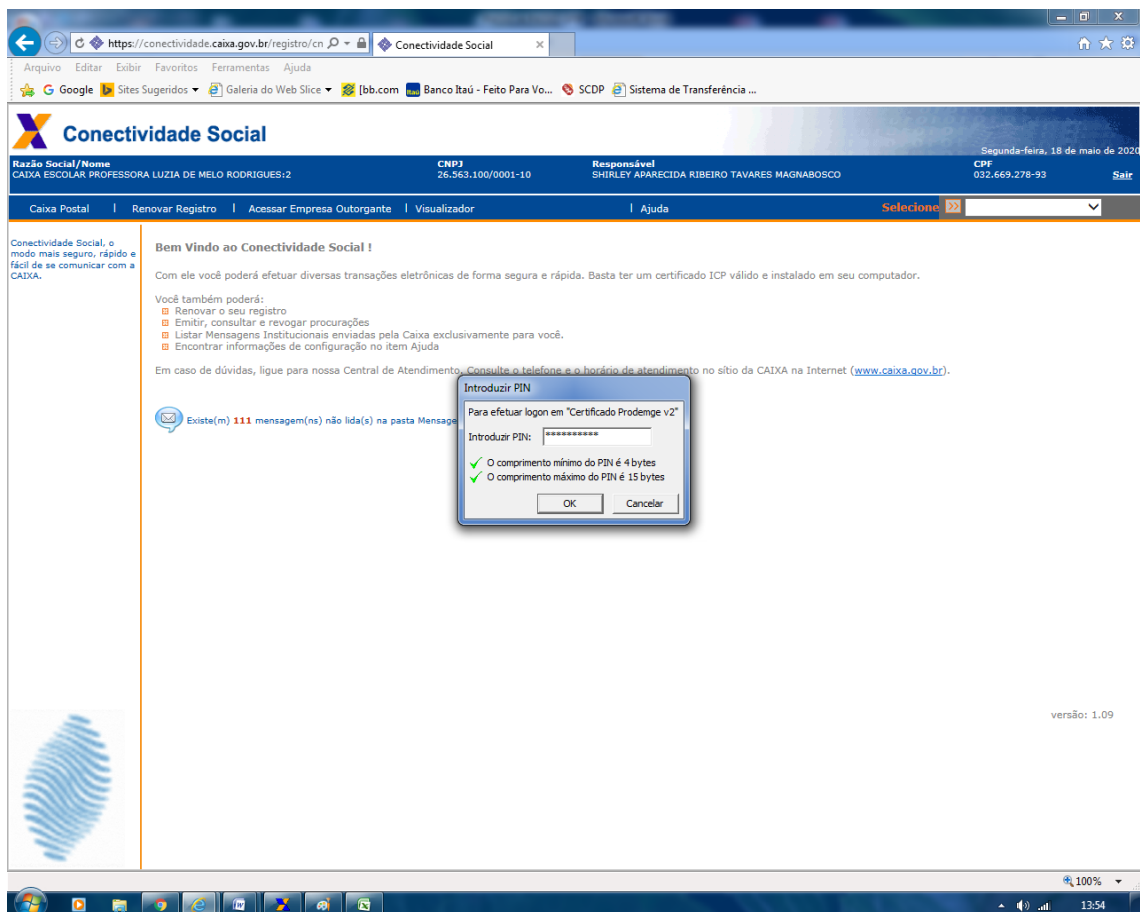 https://conectividade.caixa.gov.br/registro/cn
Conectividade Social
Arquivo Editar Exibir Favoritos Ferramentas Ajuda
Google Sites Sugeridos Galeria do Web Slice [bb.com Banco Itaú - Feito Para Vo... SCDP Sistema de Transferência ...
Conectividade Social
Segunda-feira, 18 de maio de 2020
Razão Social/Nome CNPJ Responsável CPF
CAIXA ESCOLAR PROFESSORA LUZIA DE MELO RODRIGUES:2 26.563.100/0001-10 SHIRLEY APARECIDA RIBEIRO TAVARES MAGNABOSCO 032.669.278-93 Sair
Caixa Postal | Renovar Registro | Acessar Empresa Outorgante | Visualizador | Ajuda Selecione
Conectividade Social, o
modo mais seguro, rápido e
fácil de se comunicar com a
CAIXA.
Bem Vindo ao Conectividade Social !
Com ele você poderá efetuar diversas transações eletrônicas de forma segura e rápida. Basta ter um certificado ICP válido e instalado em seu computador.
Você também poderá:
Renovar o seu registro
Emitir, consultar e revogar procurações
Listar Mensagens Institucionais enviadas pela Caixa exclusivamente para você.
Encontrar informações de configuração no item Ajuda
Em caso de dúvidas, ligue para nossa Central de Atendimento. Consulte o telefone e o horário de atendimento no sítio da CAIXA na Internet (www.caixa.gov.br).
Existe(m) 111 mensagem(ns) não lida(s) na pasta Mensage
Introduzir PIN
Para efetuar logon em "Certificado Prodemge v2"
Introduzir PIN: **********
O comprimento mínimo do PIN é 4 bytes
O comprimento máximo do PIN é 15 bytes
OK Cancelar
versão: 1.09
100%
13:54